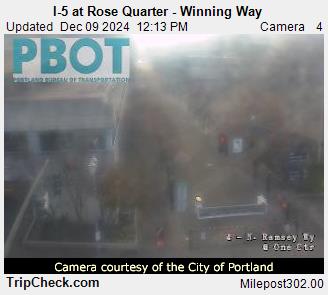 I-5 at Rose Quarter - Winning Way
Updated Dec 09 2024 12:13 PM Camera 4
PBOT
PORTLAND BUREAU OF TRANSPORTATION
4 - N. Ramsey Wy
@ One Ctr
Camera courtesy of the City of Portland
TripCheck.com Milepost302.00